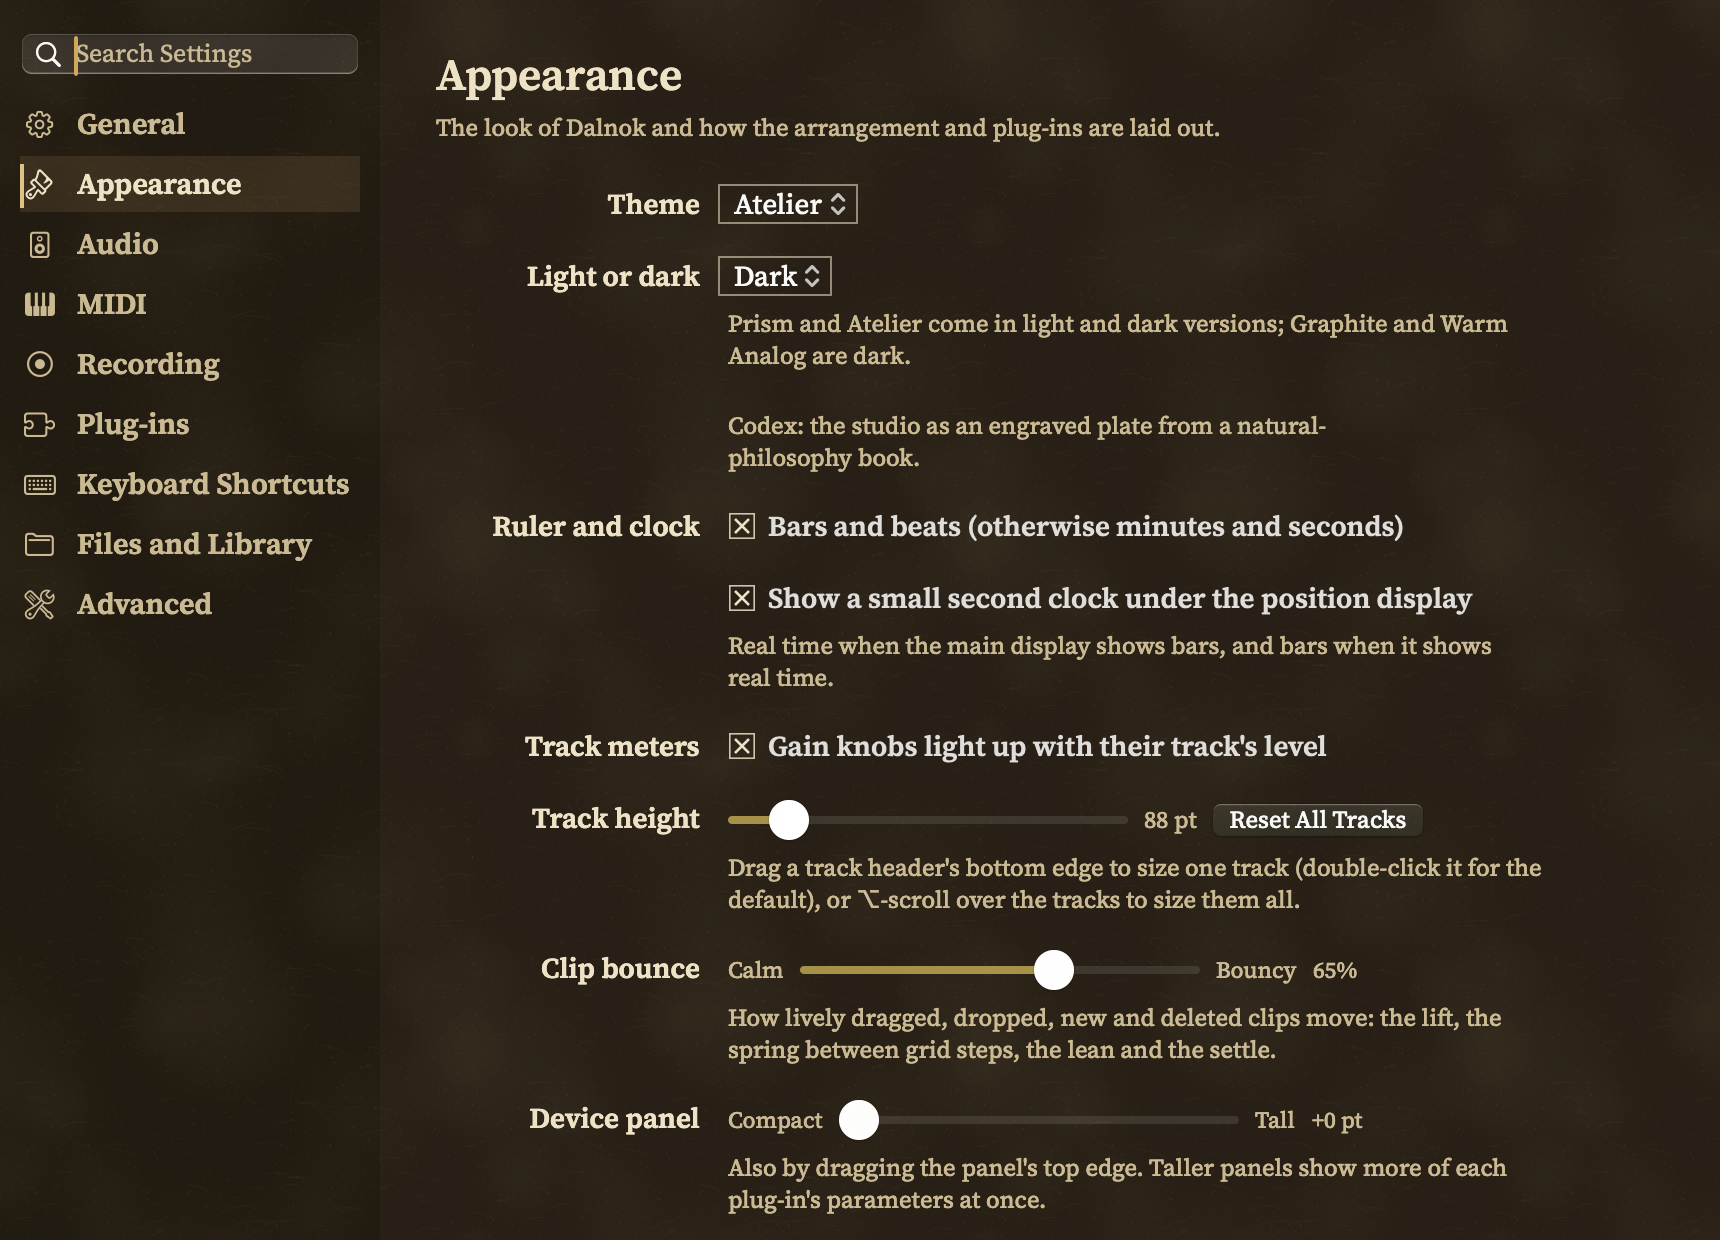 Search Settings
General
Appearance
Audio
MIDI
Recording
Plug-ins
Keyboard Shortcuts
Files and Library
Advanced
Appearance
The look of Dalnok and how the arrangement and plug-ins are laid out.
Theme Atelier
Light or dark Dark
Prism and Atelier come in light and dark versions; Graphite and Warm
Analog are dark.
Codex: the studio as an engraved plate from a natural-
philosophy book.
Ruler and clock Bars and beats (otherwise minutes and seconds)
Show a small second clock under the position display
Real time when the main display shows bars, and bars when it shows
real time.
Track meters Gain knobs light up with their track's level
Track height 88 pt Reset All Tracks
Drag a track header's bottom edge to size one track (double-click it for the
default), or ⌥-scroll over the tracks to size them all.
Clip bounce Calm Bouncy 65%
How lively dragged, dropped, new and deleted clips move: the lift, the
spring between grid steps, the lean and the settle.
Device panel Compact Tall +0 pt
Also by dragging the panel's top edge. Taller panels show more of each
plug-in's parameters at once.